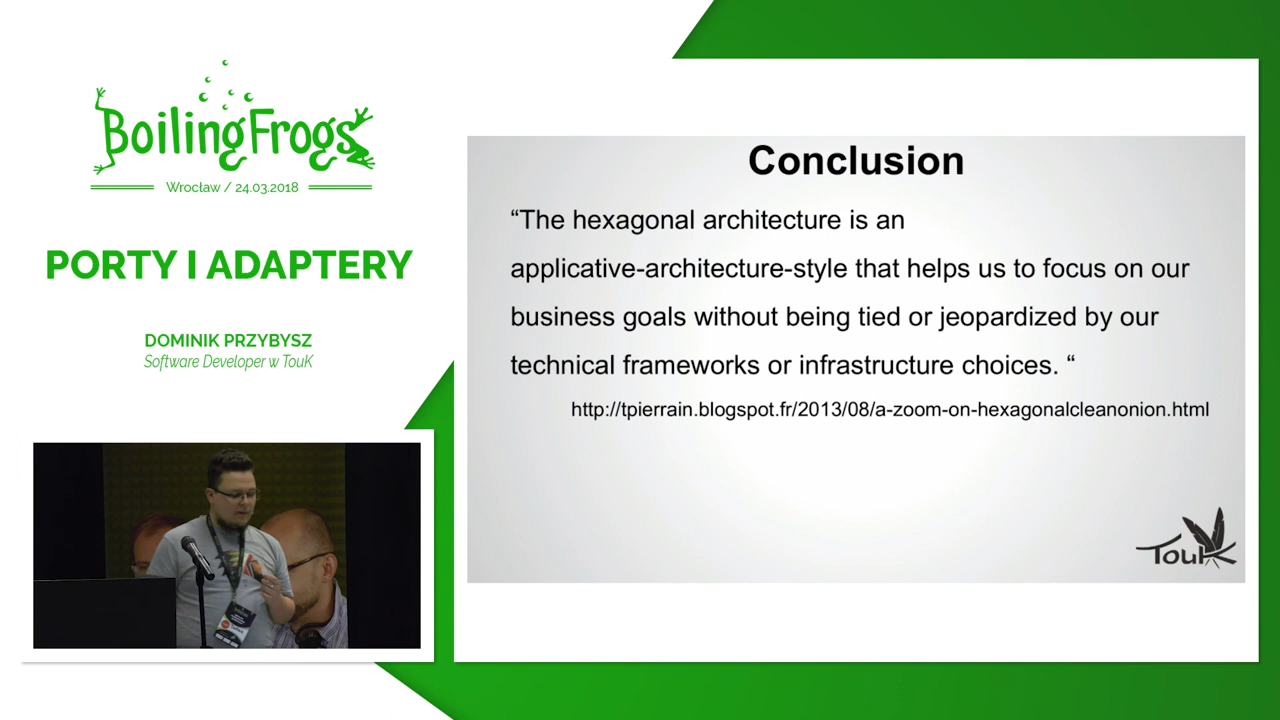 BoilingFrogs
Wrocław / 24.03.2018
PORTY I ADAPTERY
DOMINIK PRZYBYSZ
Software Developer w TouK
Conclusion
“The hexagonal architecture is an
applicative-architecture-style that helps us to focus on our
business goals without being tied or jeopardized by our
technical frameworks or infrastructure choices. “
http://tpierrain.blogspot.fr/2013/08/a-zoom-on-hexagonalcleanonion.html
TouK